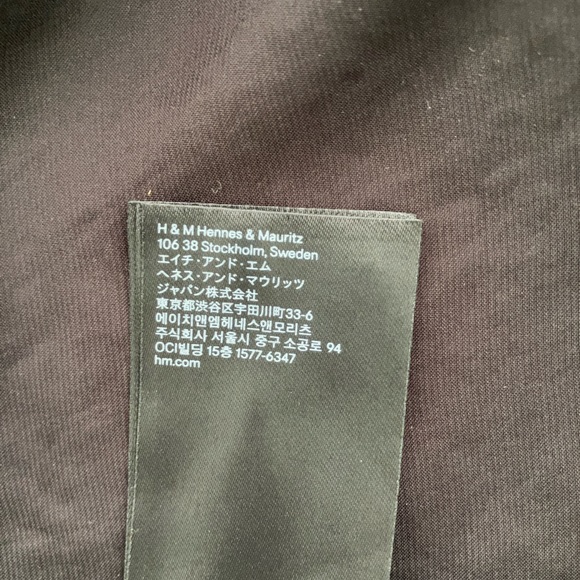 H & M Hennes & Mauritz
106 38 Stockholm, Sweden
エイチ・アンド・エム
ヘネス・アンド・マウリッツ
ジャパン株式会社
東京都渋谷区宇田川町33-6
에이치앤엠헤네스앤모리츠
주식회사 서울시 중구 소공로 94
OCI빌딩 15층 1577-6347
hm.com